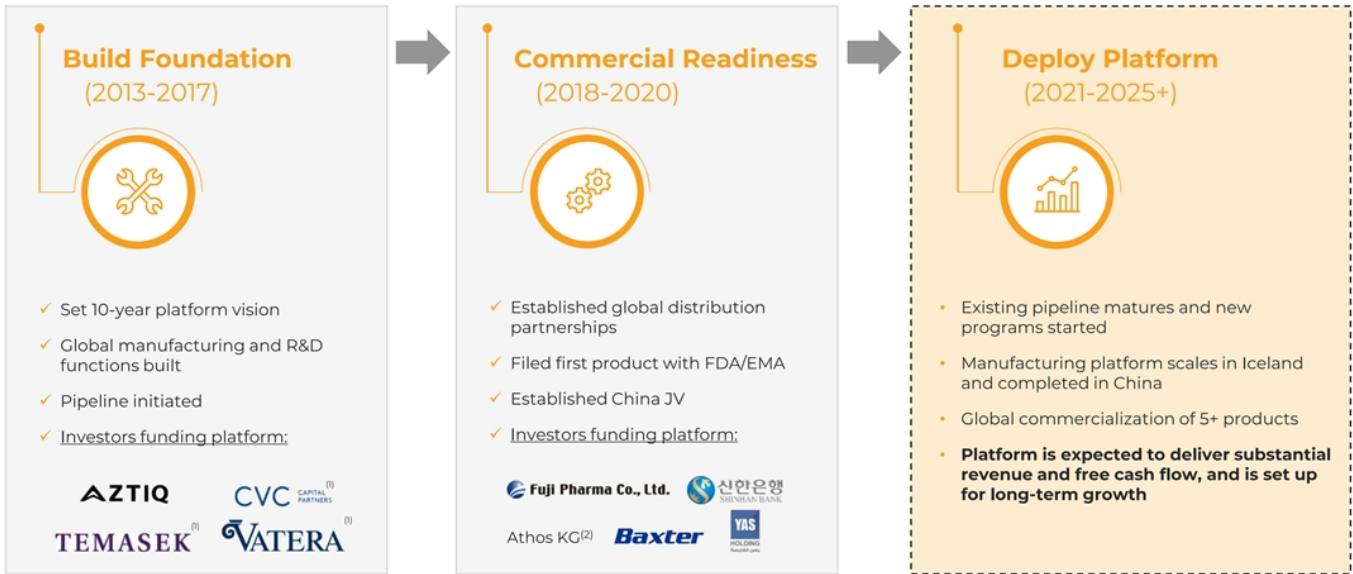 Build Foundation
(2013-2017)
✓ Set 10-year platform vision
✓ Global manufacturing and R&D
functions built
✓ Pipeline initiated
✓ Investors funding platform:
AZTIQ
CVC CAPITAL PARTNERS (1)
TEMASEK (1)
VATERA (1)
Commercial Readiness
(2018-2020)
✓ Established global distribution
partnerships
✓ Filed first product with FDA/EMA
✓ Established China JV
✓ Investors funding platform:
Fuji Pharma Co., Ltd.
신한은행
SHINHAN BANK
Athos KG(2)
Baxter
YAS
HOLDING
Deploy Platform
(2021-2025+)
• Existing pipeline matures and new
programs started
• Manufacturing platform scales in Iceland
and completed in China
• Global commercialization of 5+ products
• Platform is expected to deliver substantial
revenue and free cash flow, and is set up
for long-term growth